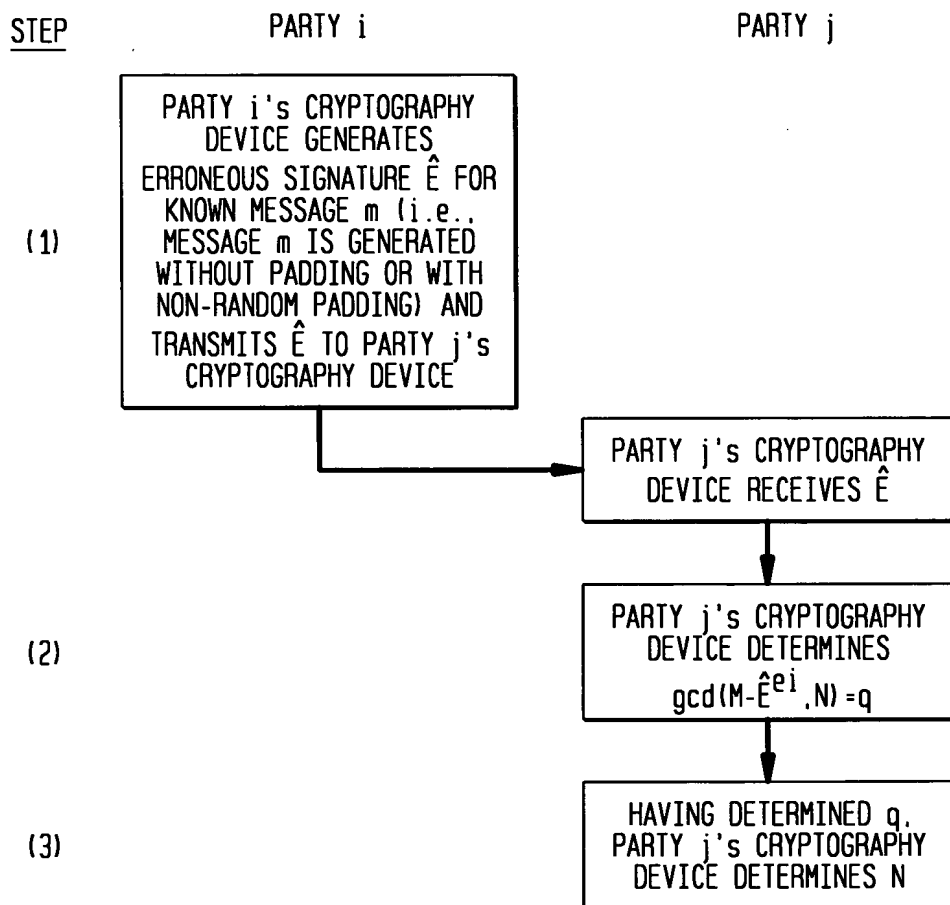 STEP
PARTY i
PARTY j
(1)
PARTY i's CRYPTOGRAPHY
DEVICE GENERATES
ERRONEOUS SIGNATURE Ê FOR
KNOWN MESSAGE m (i.e.,
MESSAGE m IS GENERATED
WITHOUT PADDING OR WITH
NON-RANDOM PADDING) AND
TRANSMITS Ê TO PARTY j's
CRYPTOGRAPHY DEVICE
PARTY j's CRYPTOGRAPHY
DEVICE RECEIVES Ê
(2)
PARTY j's CRYPTOGRAPHY
DEVICE DETERMINES
gcd(M-Ê^ei,N)=q
(3)
HAVING DETERMINED q,
PARTY j's CRYPTOGRAPHY
DEVICE DETERMINES N